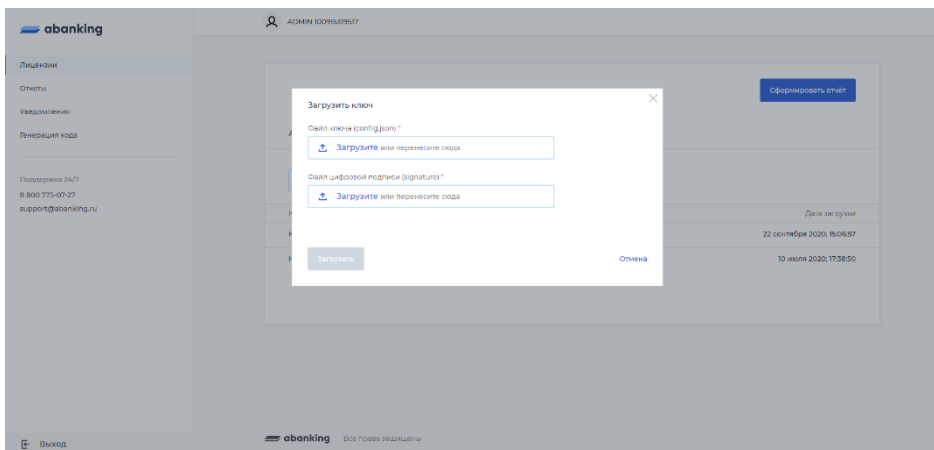 abanking
ADMIN 100915319517
Лицензии
Отчеты
Уведомления
Генерация кода
Поддержка 24/7
8 800 775-07-27
support@abanking.ru
Выход
Сформировать отчёт
Загрузить ключ
Файл ключа (config.json) *
Загрузите или перенесите сюда
Файл цифровой подписи (signature) *
Загрузите или перенесите сюда
Загрузить
Отмена
Дата загрузки
22 сентября 2020; 15:06:57
10 июля 2020; 17:38:50
abanking Все права защищены